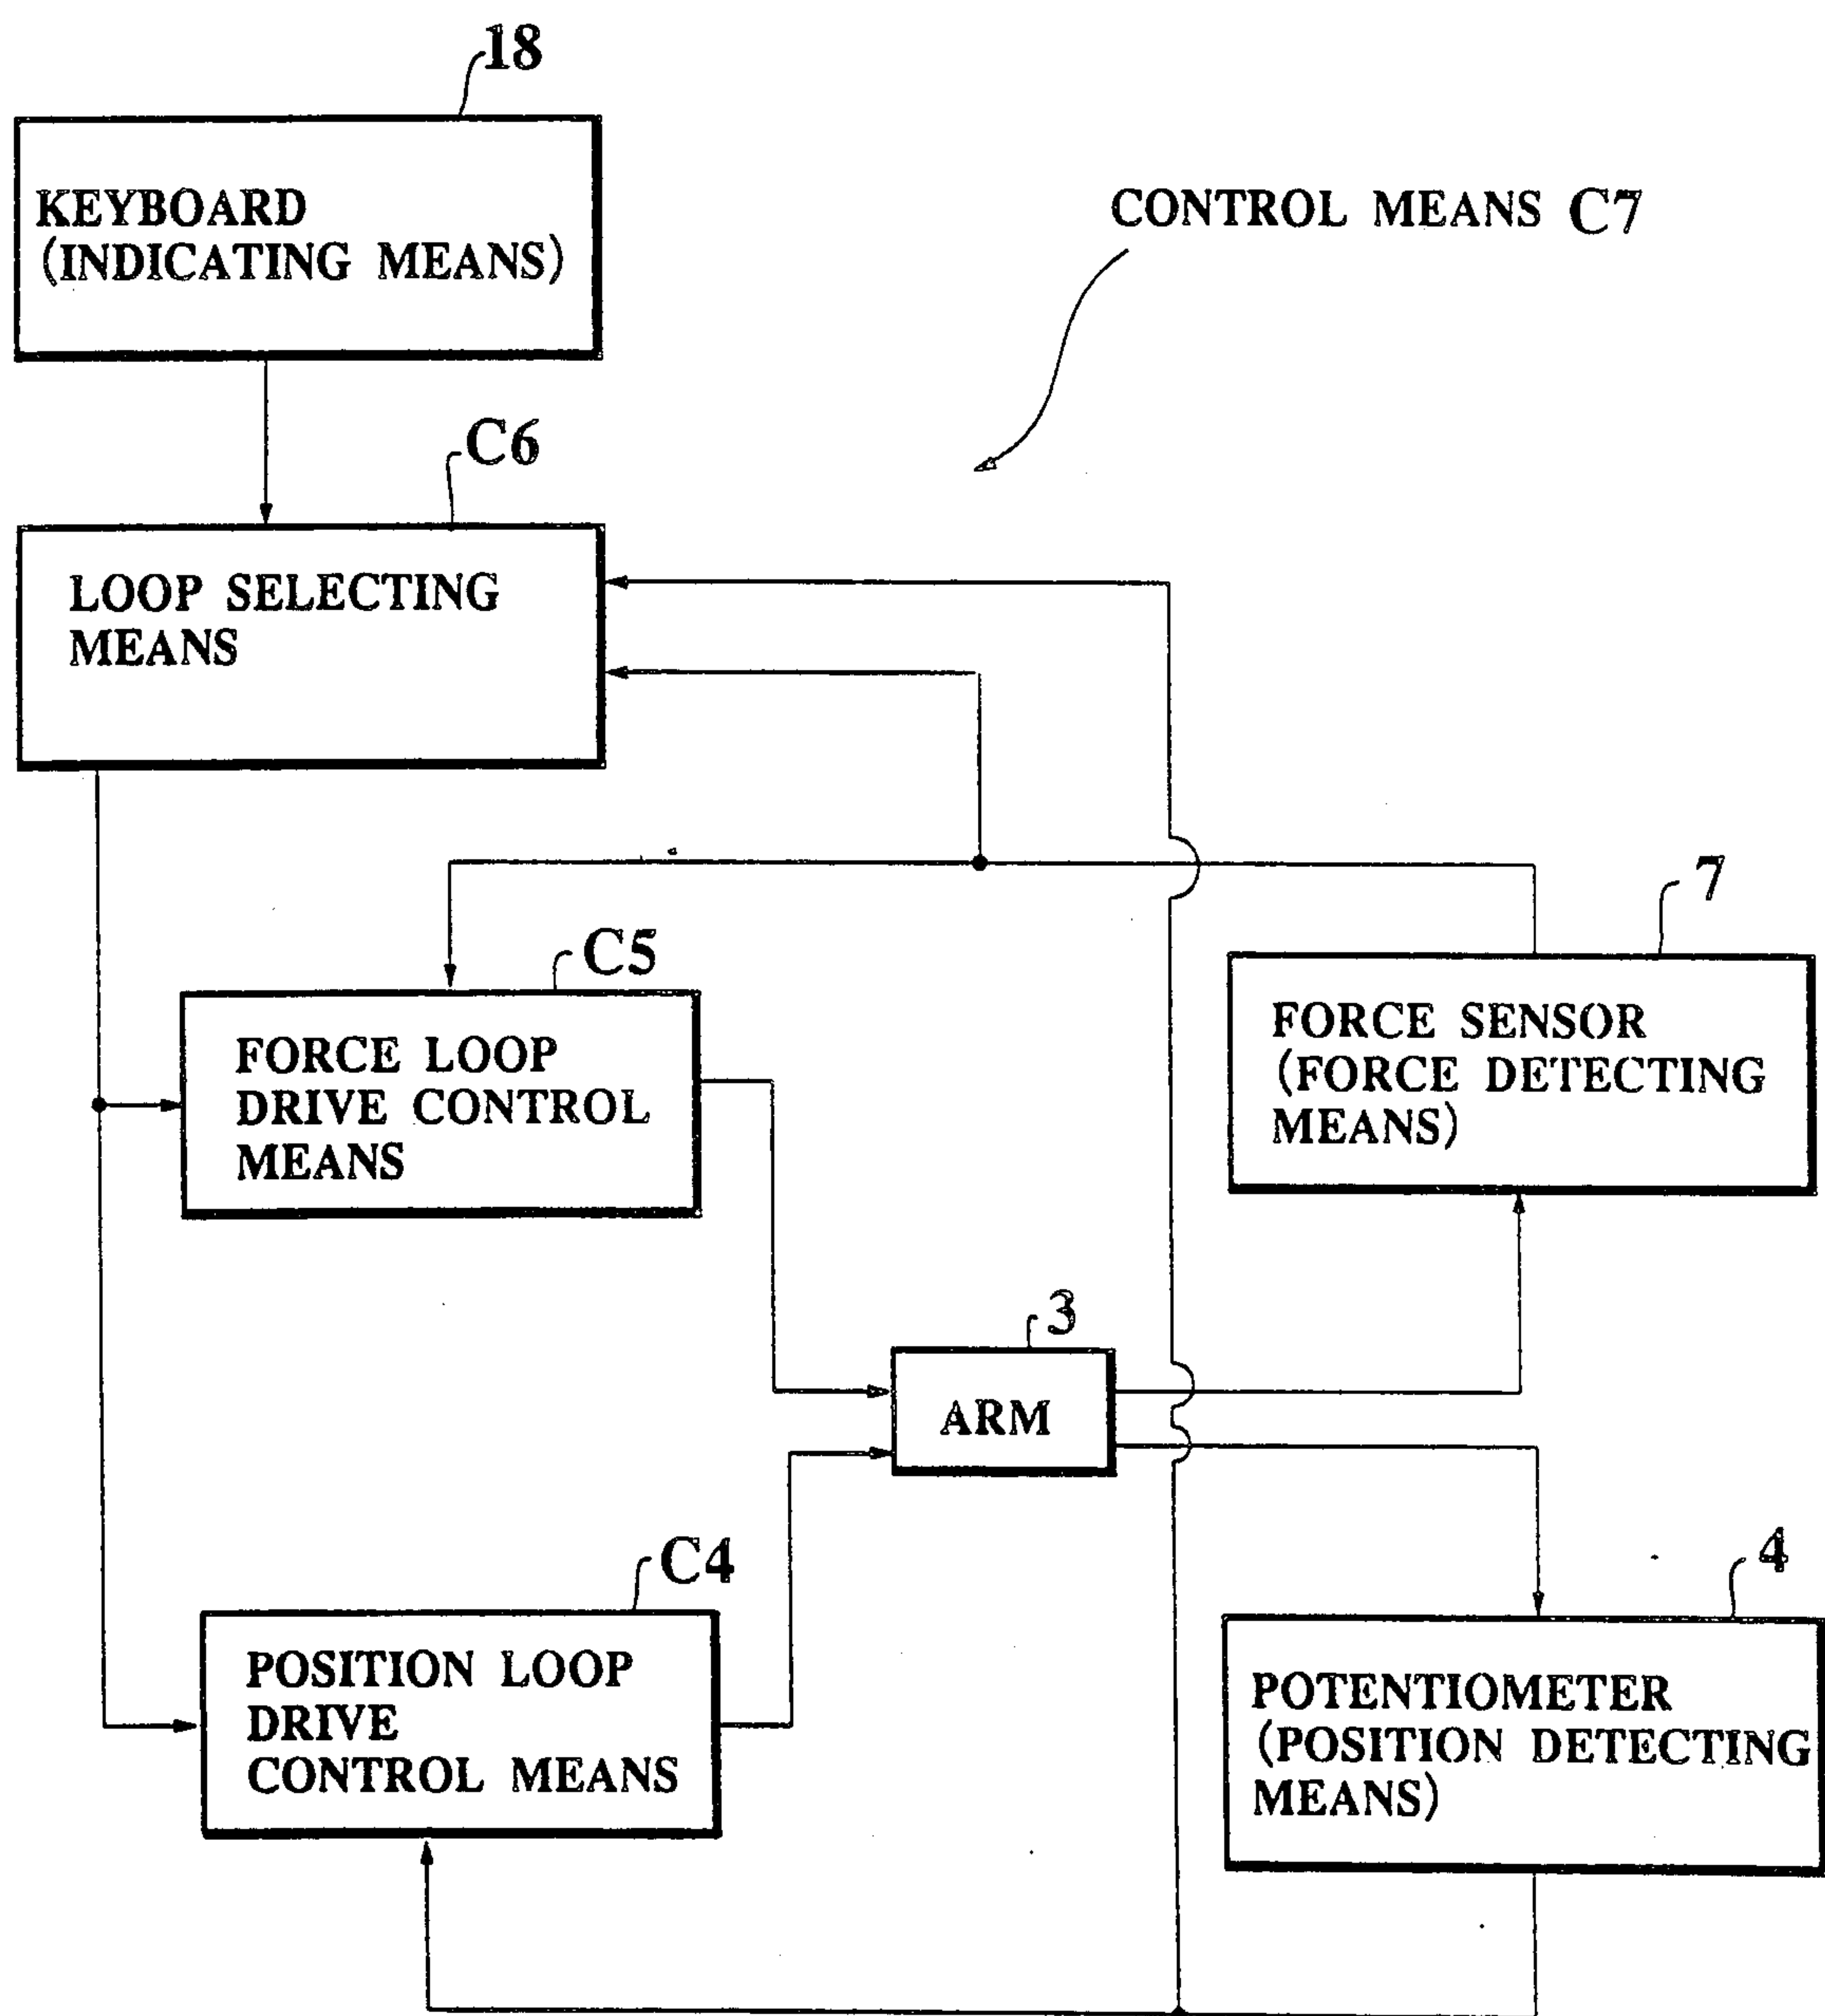 18
KEYBOARD
(INDICATING MEANS)
CONTROL MEANS C7
C6
LOOP SELECTING
MEANS
7
C5
FORCE SENSOR
(FORCE DETECTING
MEANS)
FORCE LOOP
DRIVE CONTROL
MEANS
3
ARM
C4
4
POSITION LOOP
DRIVE
CONTROL MEANS
POTENTIOMETER
(POSITION DETECTING
MEANS)